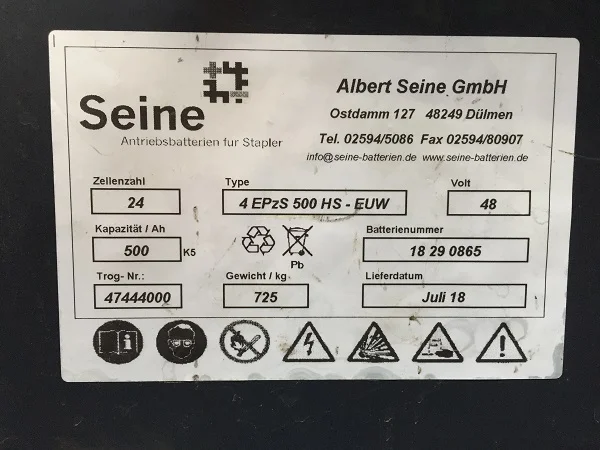 Seine
Antriebsbatterien fur Stapler
Albert Seine GmbH
Ostdamm 127 48249 Dülmen
Tel. 02594/5086 Fax 02594/80907
info@seine-batterien.de www.seine-batterien.de
Zellenzahl Type Volt
24 4 EPzS 500 HS - EUW 48
Kapazität / Ah Batterienummer
500 K5 Pb 18 29 0865
Trog- Nr.: Gewicht / kg Lieferdatum
47444000 725 Juli 18